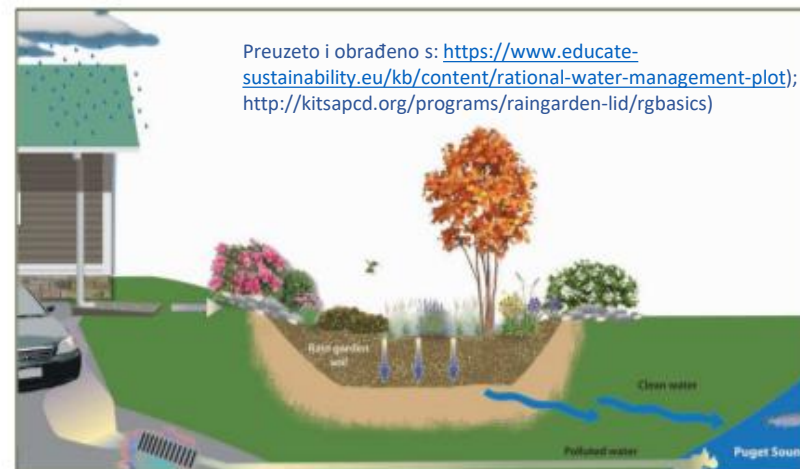 Preuzeto i obrađeno s: https://www.educate-
sustainability.eu/kb/content/rational-water-management-plot);
http://kitsapcd.org/programs/raingarden-lid/rgbasics)
Rain garden
soil
Clean water
Polluted water
Puget Soun